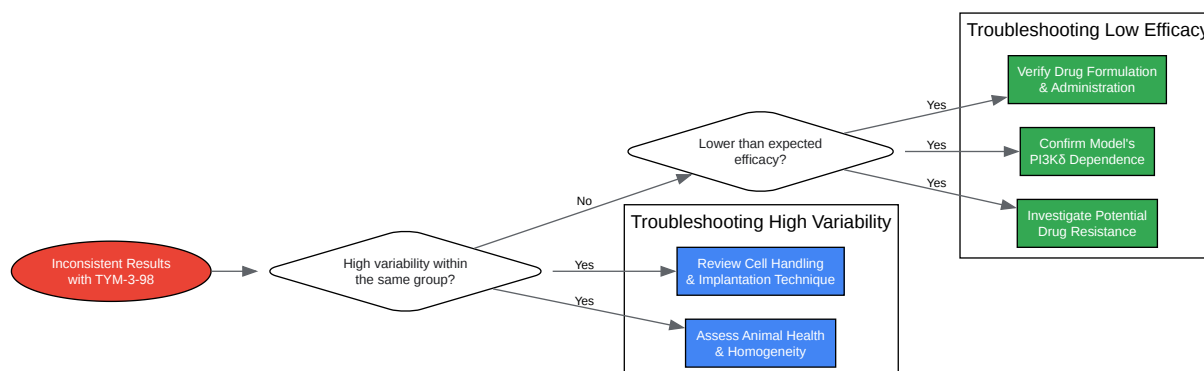 Troubleshooting Low Efficacy
Verify Drug Formulation
& Administration
Yes
Lower than expected
efficacy?
Yes
Confirm Model's
PI3Kδ Dependence
Yes
No
Investigate Potential
Drug Resistance
Troubleshooting High Variability
Inconsistent Results
with TYM-3-98
High variability within
the same group?
Yes
Review Cell Handling
& Implantation Technique
Yes
Assess Animal Health
& Homogeneity